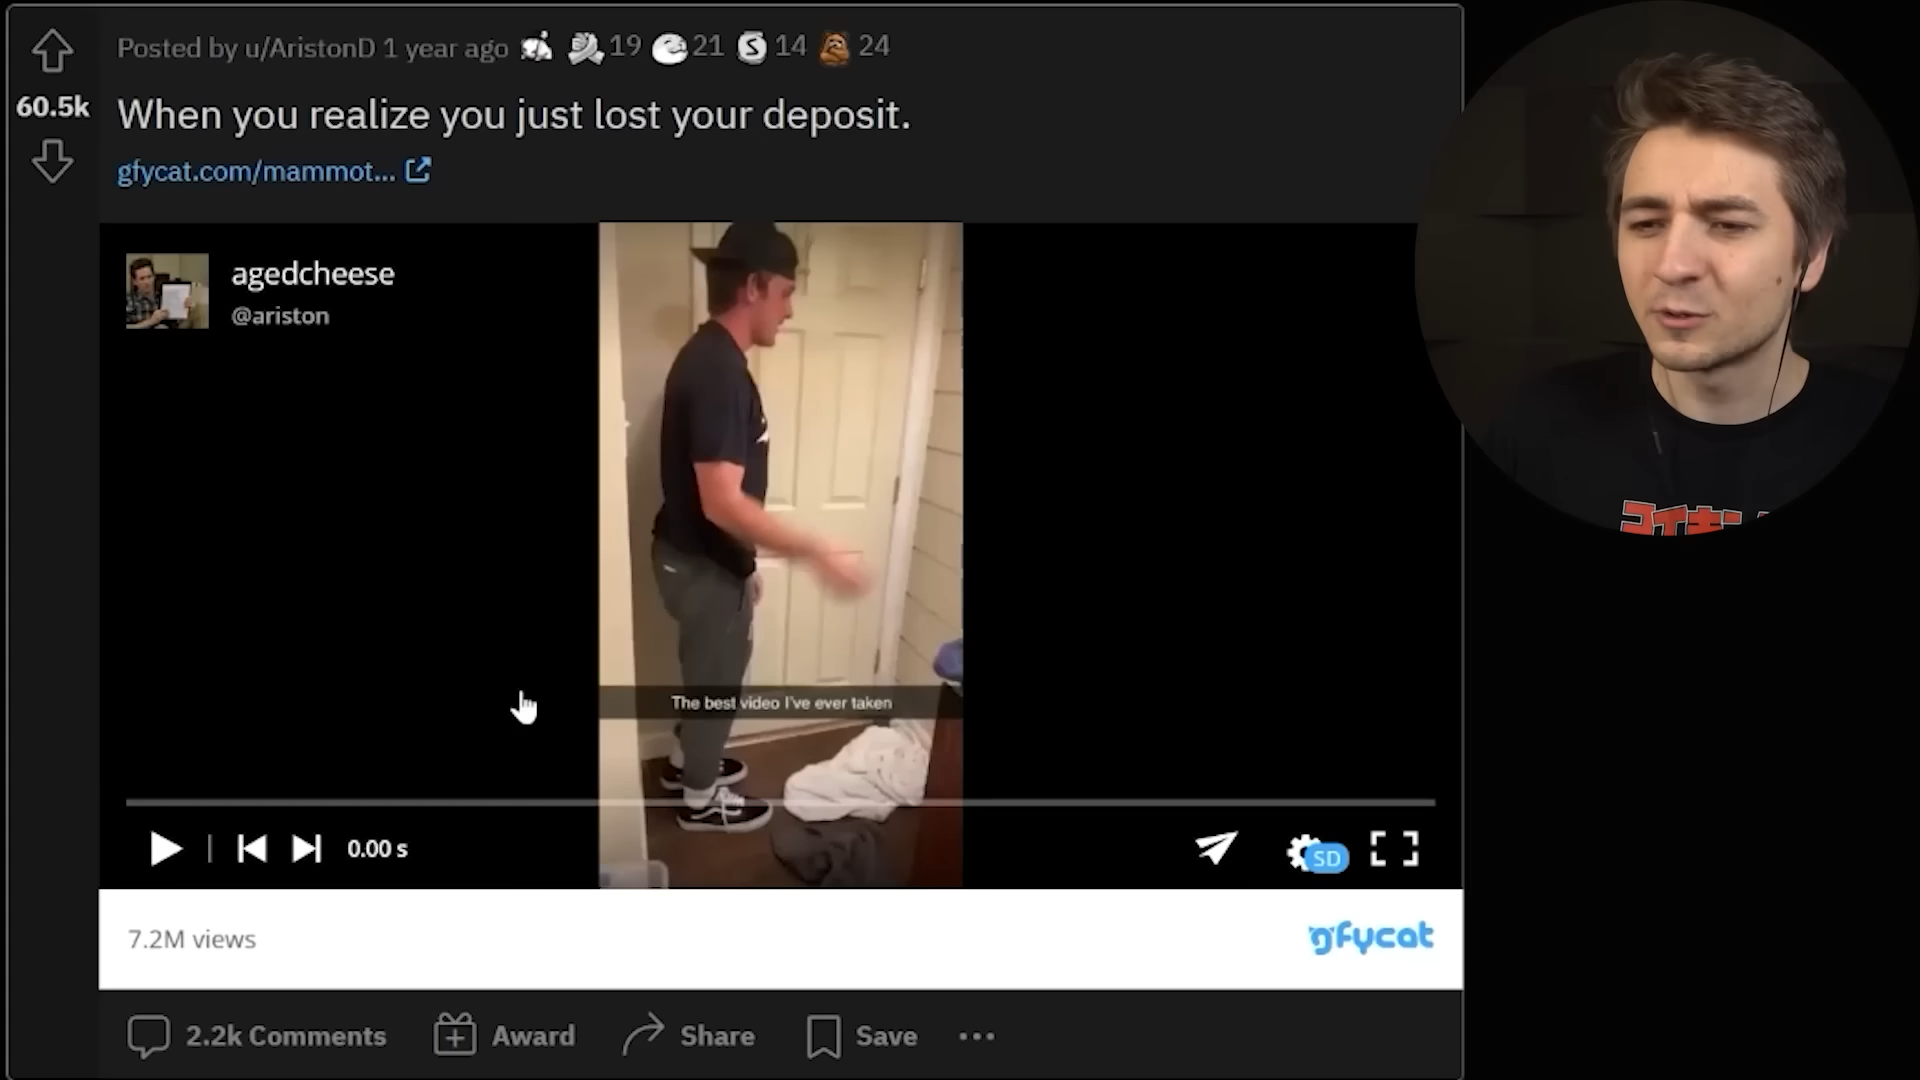 Posted by u/AristonD 1 year ago 19 21 S 14 24
60.5k
When you realize you just lost your deposit.
gfycat.com/mammot...
agedcheese
@ariston
The best video I've ever taken
0.00 s
SD
7.2M views
gfycat
2.2k Comments Award Share Save